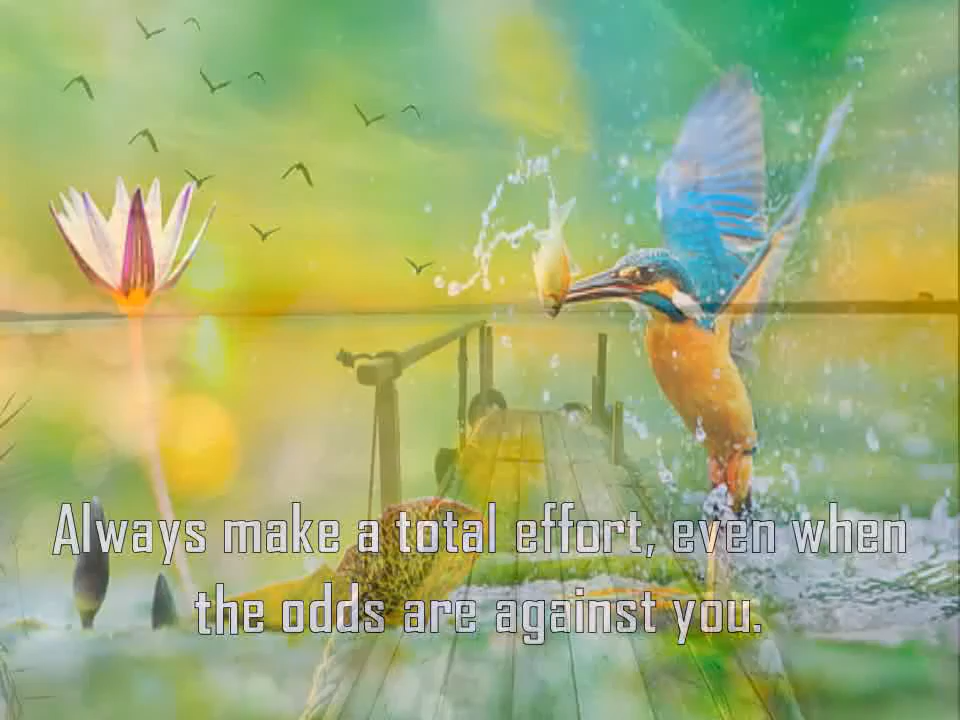 Always make a total effort, even when
the odds are against you.